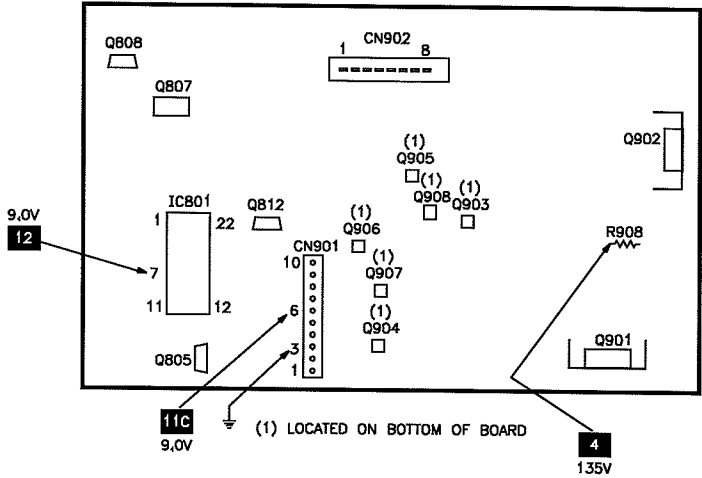 Q808
CN902
1 8
Q807
(1)
Q905
Q902
(1)
Q908
(1)
Q903
IC801
1 22
7
11 12
Q812
9,0V
12
(1)
Q906
R908
CN901
10
6
3
1
(1)
Q907
(1)
Q904
Q901
Q805
11C
9,0V
(1) LOCATED ON BOTTOM OF BOARD
4
135V